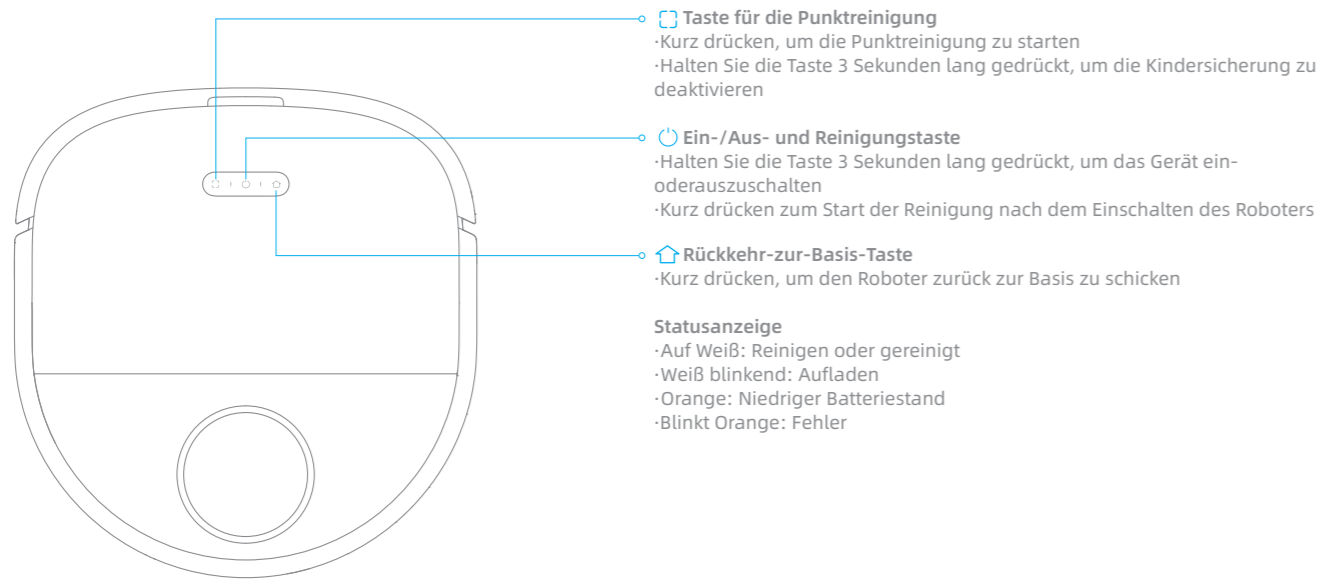 Taste für die Punktreinigung
·Kurz drücken, um die Punktreinigung zu starten
·Halten Sie die Taste 3 Sekunden lang gedrückt, um die Kindersicherung zu
deaktivieren
Ein-/Aus- und Reinigungstaste
·Halten Sie die Taste 3 Sekunden lang gedrückt, um das Gerät ein-
oderauszuschalten
·Kurz drücken zum Start der Reinigung nach dem Einschalten des Roboters
Rückkehr-zur-Basis-Taste
·Kurz drücken, um den Roboter zurück zur Basis zu schicken
Statusanzeige
·Auf Weiß: Reinigen oder gereinigt
·Weiß blinkend: Aufladen
·Orange: Niedriger Batteriestand
·Blinkt Orange: Fehler